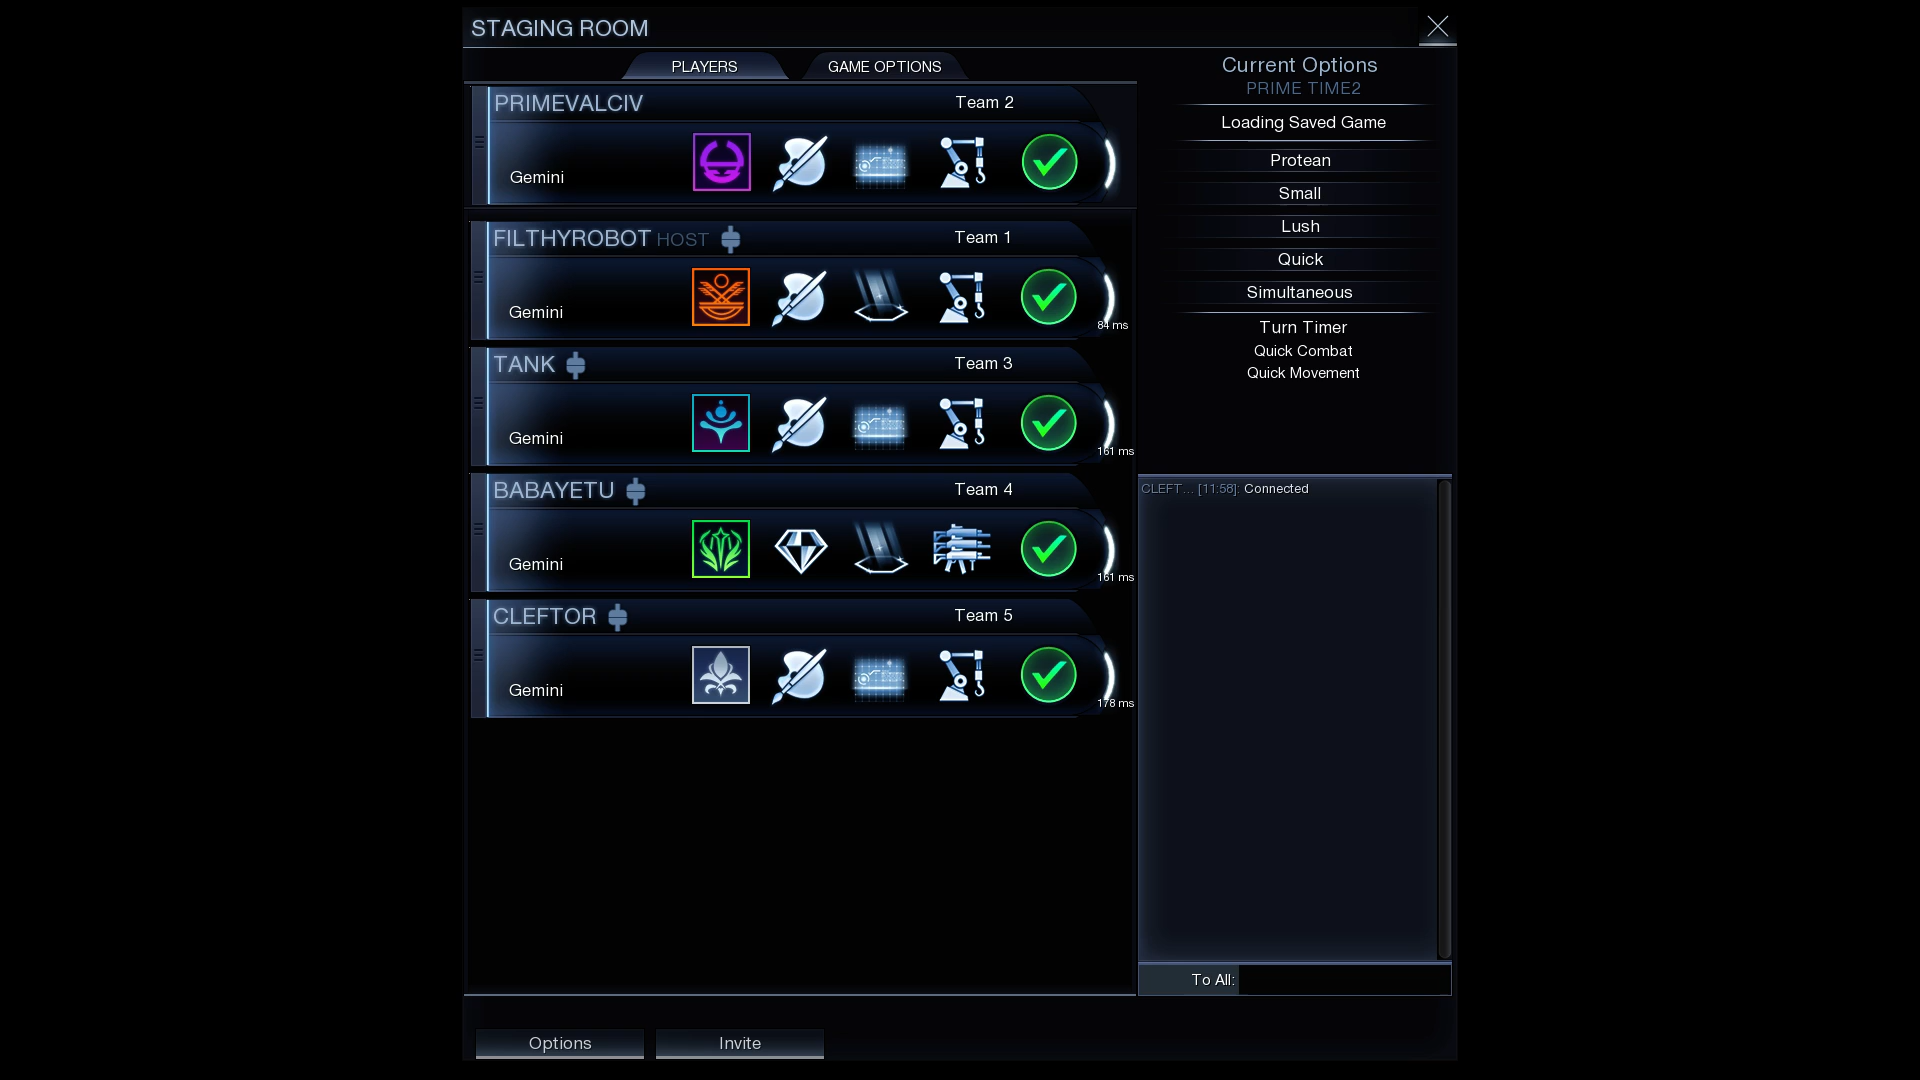 STAGING ROOM
PLAYERS
GAME OPTIONS
PRIMEVALCIV
Team 2
Gemini
FILTHYROBOT HOST
Team 1
Gemini
84 ms
TANK
Team 3
Gemini
161 ms
BABAYETU
Team 4
Gemini
161 ms
CLEFTOR
Team 5
Gemini
178 ms
Current Options
PRIME TIME2
Loading Saved Game
Protean
Small
Lush
Quick
Simultaneous
Turn Timer
Quick Combat
Quick Movement
CLEFT... [11:58]: Connected
To All:
Options
Invite